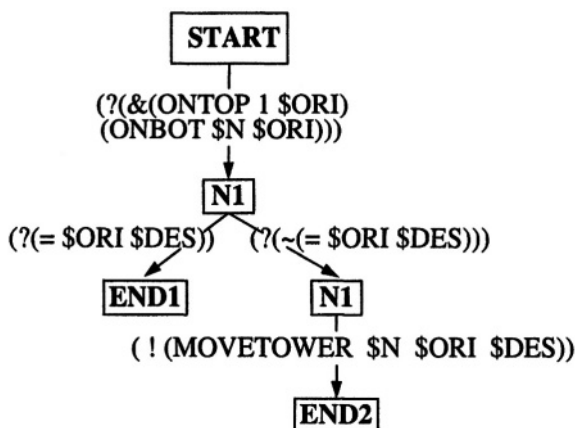 START
(?(&(ONTOP 1 $ORI)
(ONBOT $N $ORI)))
N1
(?(= $ORI $DES)) (?(~(= $ORI $DES)))
END1 N1
( ! (MOVETOWER $N $ORI $DES))
END2